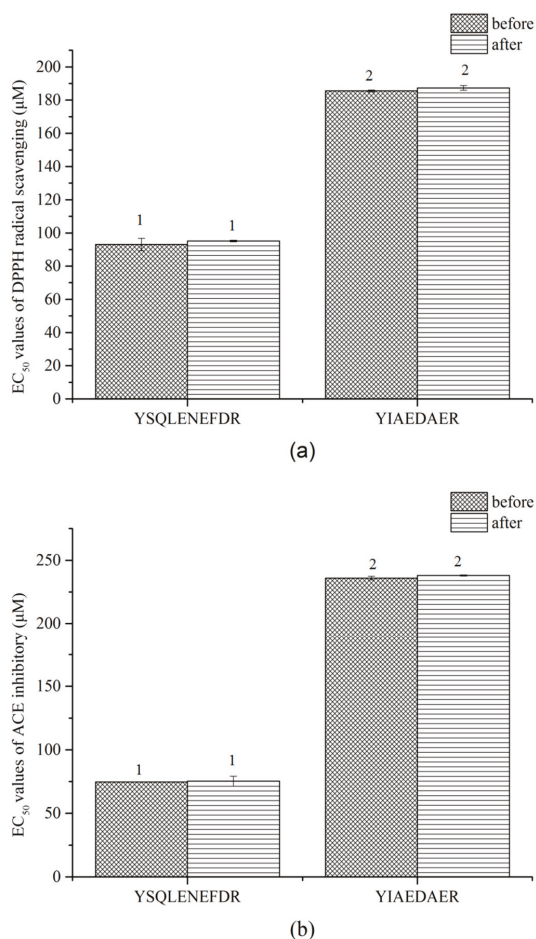 before
after
200
180
160
140
120
100
80
60
40
20
0
EC50 values of DPPH radical scavenging (μM)
1
1
2
2
YSQLENEFDR
YIAEDAER
(a)
before
after
250
200
150
100
50
0
EC50 values of ACE inhibitory (μM)
1
1
2
2
YSQLENEFDR
YIAEDAER
(b)